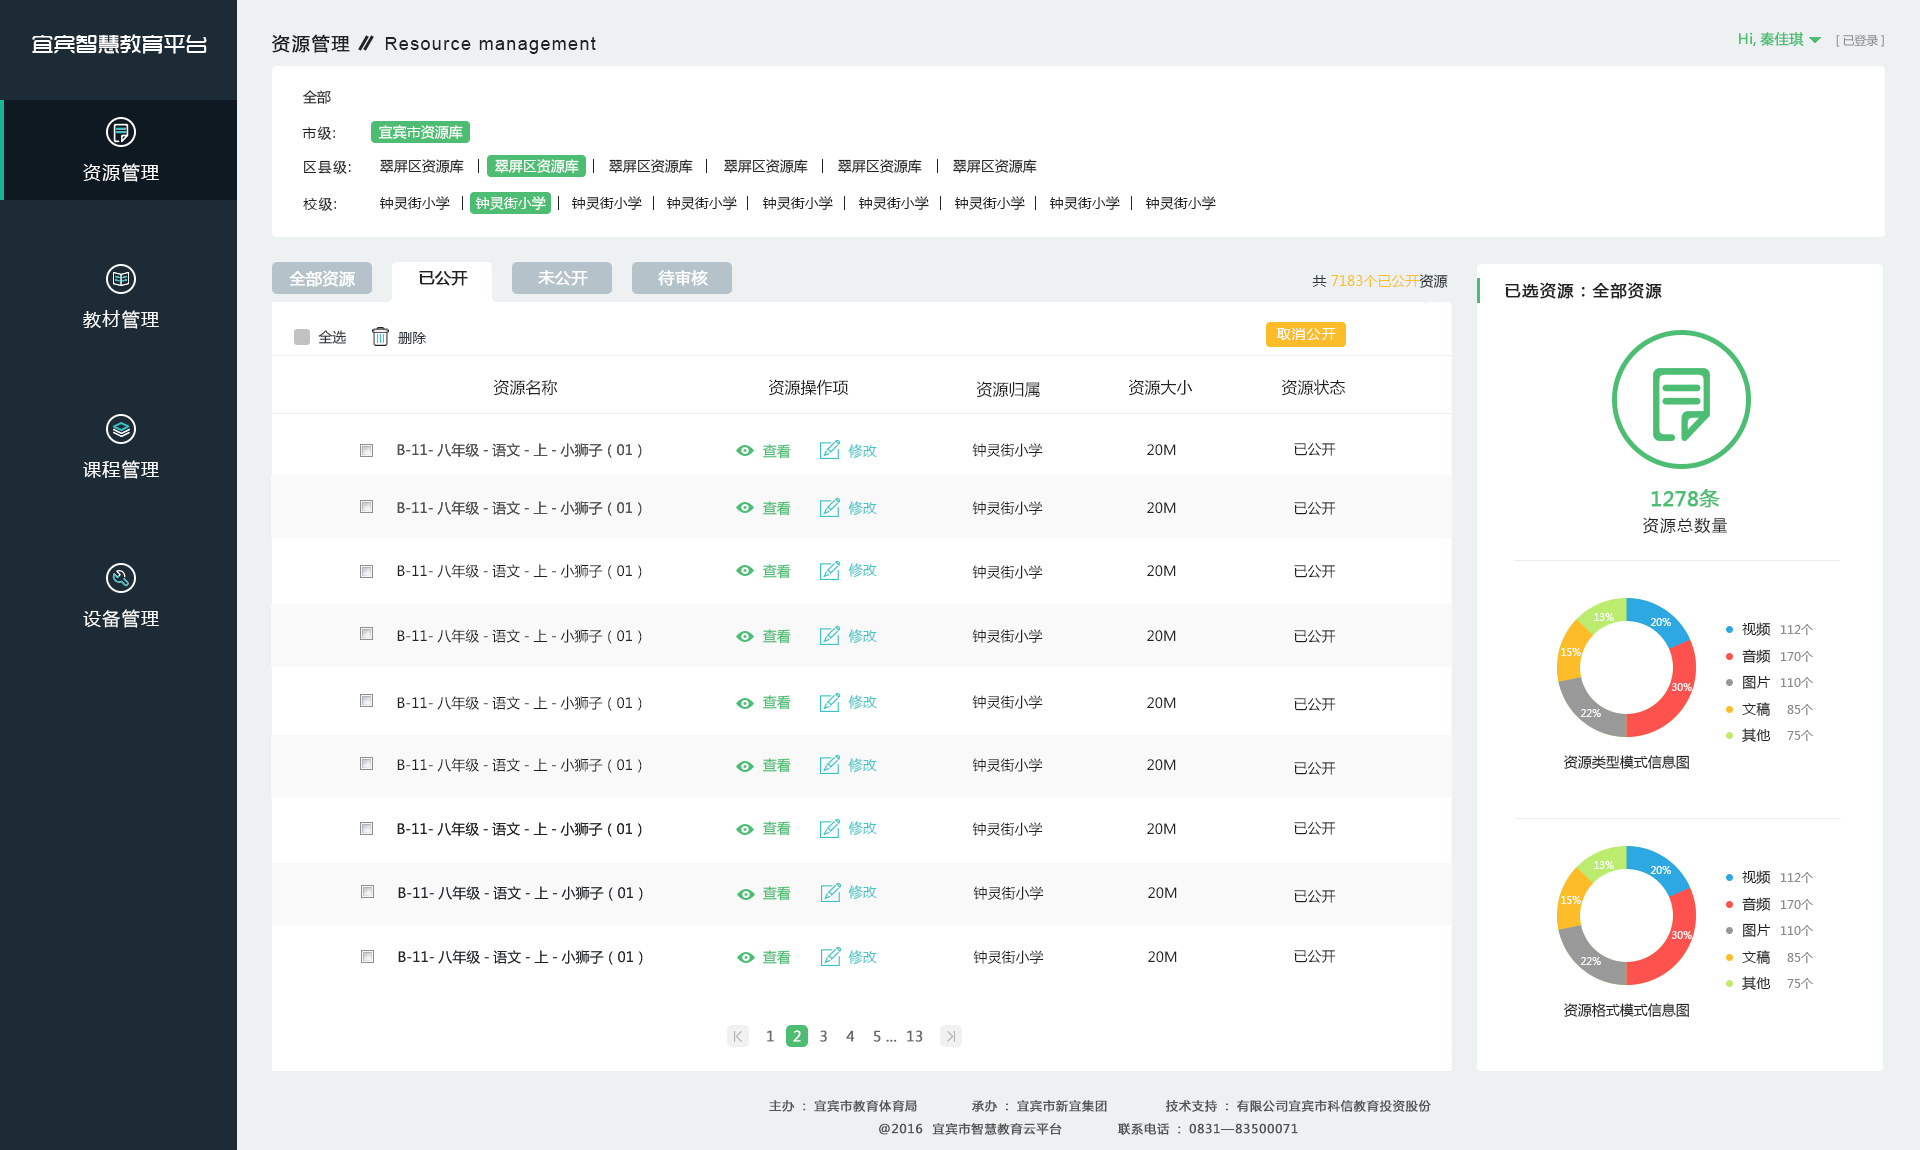 宜宾智慧教育平台
资源管理
教材管理
课程管理
设备管理
资源管理 // Resource management
Hi, 秦佳琪 [ 已登录 ]
全部
市级: 宜宾市资源库
区县级: 翠屏区资源库 | 翠屏区资源库 | 翠屏区资源库 | 翠屏区资源库 | 翠屏区资源库 | 翠屏区资源库
校级: 钟灵街小学 | 钟灵街小学 | 钟灵街小学 | 钟灵街小学 | 钟灵街小学 | 钟灵街小学 | 钟灵街小学 | 钟灵街小学 | 钟灵街小学
全部资源 已公开 未公开 待审核
共 7183个已公开资源
全选 删除 取消公开
资源名称 资源操作项 资源归属 资源大小 资源状态
B-11- 八年级 - 语文 - 上 - 小狮子 ( 01 ) 查看 修改 钟灵街小学 20M 已公开
B-11- 八年级 - 语文 - 上 - 小狮子 ( 01 ) 查看 修改 钟灵街小学 20M 已公开
B-11- 八年级 - 语文 - 上 - 小狮子 ( 01 ) 查看 修改 钟灵街小学 20M 已公开
B-11- 八年级 - 语文 - 上 - 小狮子 ( 01 ) 查看 修改 钟灵街小学 20M 已公开
B-11- 八年级 - 语文 - 上 - 小狮子 ( 01 ) 查看 修改 钟灵街小学 20M 已公开
B-11- 八年级 - 语文 - 上 - 小狮子 ( 01 ) 查看 修改 钟灵街小学 20M 已公开
B-11- 八年级 - 语文 - 上 - 小狮子 ( 01 ) 查看 修改 钟灵街小学 20M 已公开
B-11- 八年级 - 语文 - 上 - 小狮子 ( 01 ) 查看 修改 钟灵街小学 20M 已公开
B-11- 八年级 - 语文 - 上 - 小狮子 ( 01 ) 查看 修改 钟灵街小学 20M 已公开
1 2 3 4 5 ... 13
已选资源：全部资源
1278条
资源总数量
20%
30%
22%
15%
13%
视频 112个
音频 170个
图片 110个
文稿 85个
其他 75个
资源类型模式信息图
20%
30%
22%
15%
13%
视频 112个
音频 170个
图片 110个
文稿 85个
其他 75个
资源格式模式信息图
主办 ： 宜宾市教育体育局 承办 ： 宜宾市新宜集团 技术支持 ： 有限公司宜宾市科信教育投资股份
@2016 宜宾市智慧教育云平台 联系电话 ： 0831—83500071